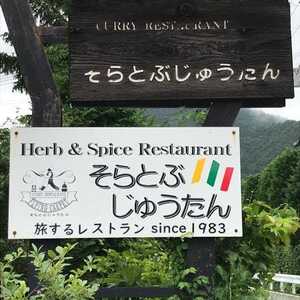 CURRY RESTAURANT
そらとぶじゅうたん
Herb & Spice Restaurant
そらとぶ
じゅうたん
旅するレストラン since 1983